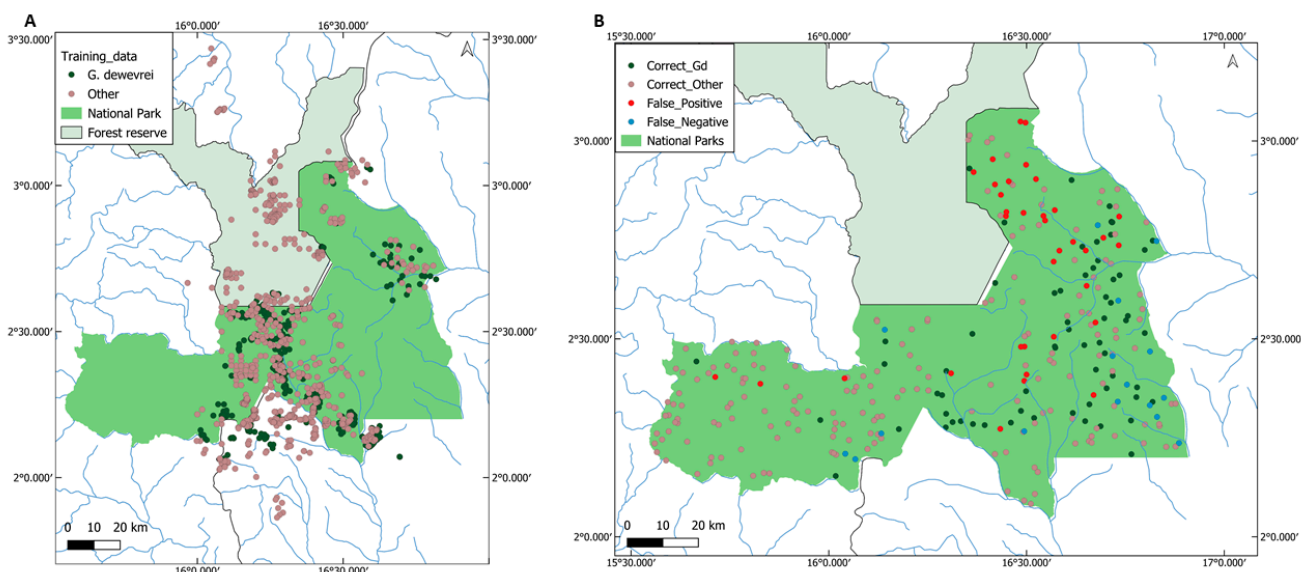 A
16°0.000′ 16°30.000′
3°30.000′ 3°30.000′
Training_data
G. dewevrei
Other
National Park
Forest reserve
3°0.000′ 3°0.000′
2°30.000′ 2°30.000′
2°0.000′ 2°0.000′
0 10 20 km
16°0.000′ 16°30.000′
B
15°30.000′ 16°0.000′ 16°30.000′ 17°0.000′
Correct_Gd
Correct_Other
False_Positive
False_Negative
National Parks
3°0.000′ 3°0.000′
2°30.000′ 2°30.000′
0 10 20 km
2°0.000′ 2°0.000′
15°30.000′ 16°0.000′ 16°30.000′ 17°0.000′